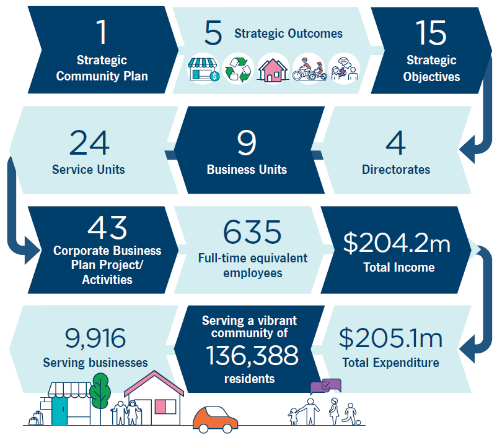 1
Strategic
Community Plan
5 Strategic Outcomes
15
Strategic
Objectives
4
Directorates
9
Business Units
24
Service Units
43
Corporate Business
Plan Project/
Activities
635
Full-time equivalent
employees
$204.2m
Total Income
$205.1m
Total Expenditure
Serving a vibrant
community of
136,388
residents
9,916
Serving businesses